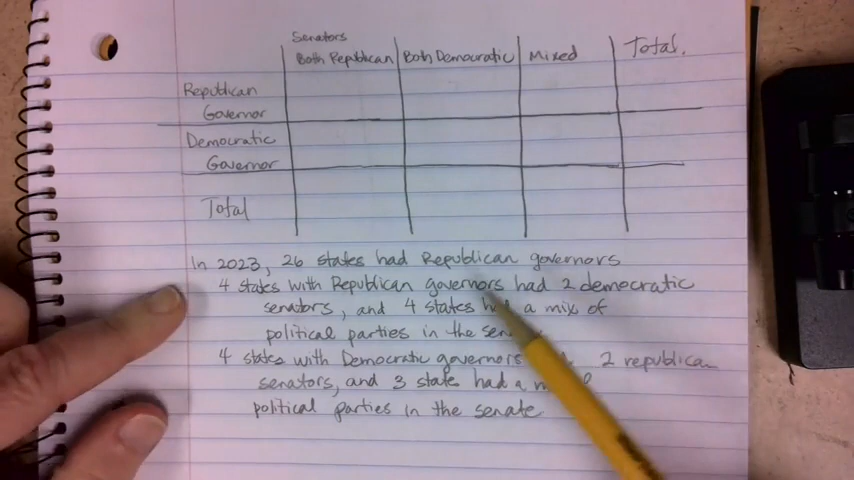 Senators
Both Republican Both Democratic Mixed Total.
Republican
Governor
Democratic
Governor
Total
In 2023, 26 states had Republican governors
4 states with Republican governors had 2 democratic
senators, and 4 states had a mix of
political parties in the
4 states with Democratic governors 2 republican
senators, and 3 states had a
political parties in the senate.